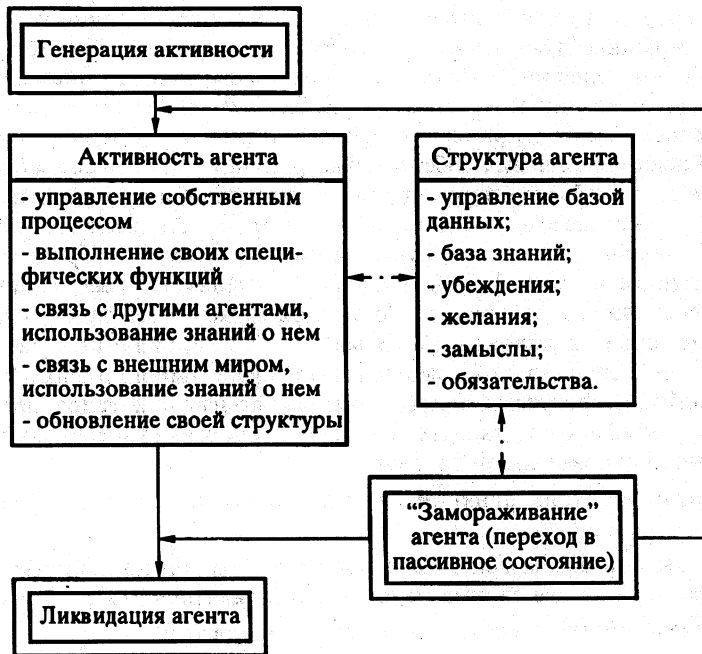 Генерация активности
Активность агента
- управление собственным
процессом
- выполнение своих специ-
фических функций
- связь с другими агентами,
использование знаний о нем
- связь с внешним миром,
использование знаний о нем
- обновление своей структуры
Структура агента
- управление базой
данных;
- база знаний;
- убеждения;
- желания;
- замыслы;
- обязательства.
“Замораживание”
агента (переход в
пассивное состояние)
Ликвидация агента